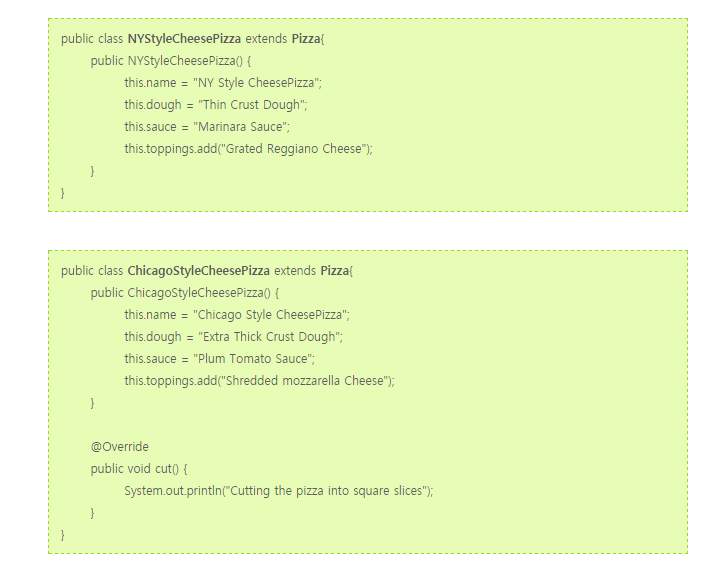 public class NYStyleCheesePizza extends Pizza{
public NYStyleCheesePizza() {
this.name = "NY Style CheesePizza";
this.dough = "Thin Crust Dough";
this.sauce = "Marinara Sauce";
this.toppings.add("Grated Reggiano Cheese");
}
}
public class ChicagoStyleCheesePizza extends Pizza{
public ChicagoStyleCheesePizza() {
this.name = "Chicago Style CheesePizza";
this.dough = "Extra Thick Crust Dough";
this.sauce = "Plum Tomato Sauce";
this.toppings.add("Shredded mozzarella Cheese");
}
@Override
public void cut() {
System.out.println("Cutting the pizza into square slices");
}
}